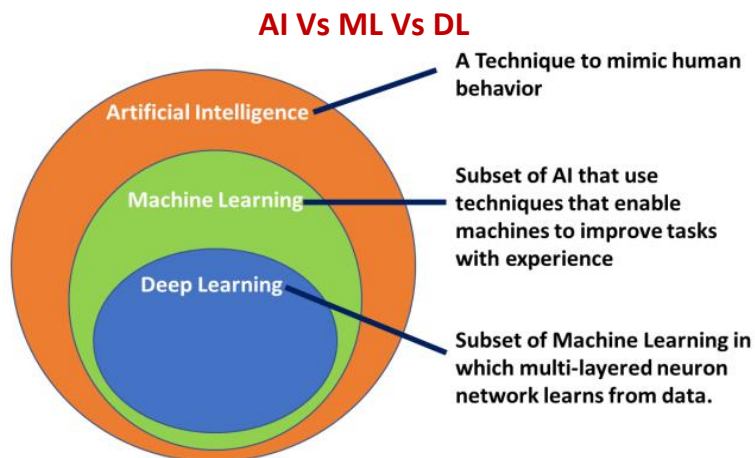 AI Vs ML Vs DL
A Technique to mimic human
behavior
Artificial Intelligence
Machine Learning
Subset of AI that use
techniques that enable
machines to improve tasks
with experience
Deep Learning
Subset of Machine Learning in
which multi-layered neuron
network learns from data.